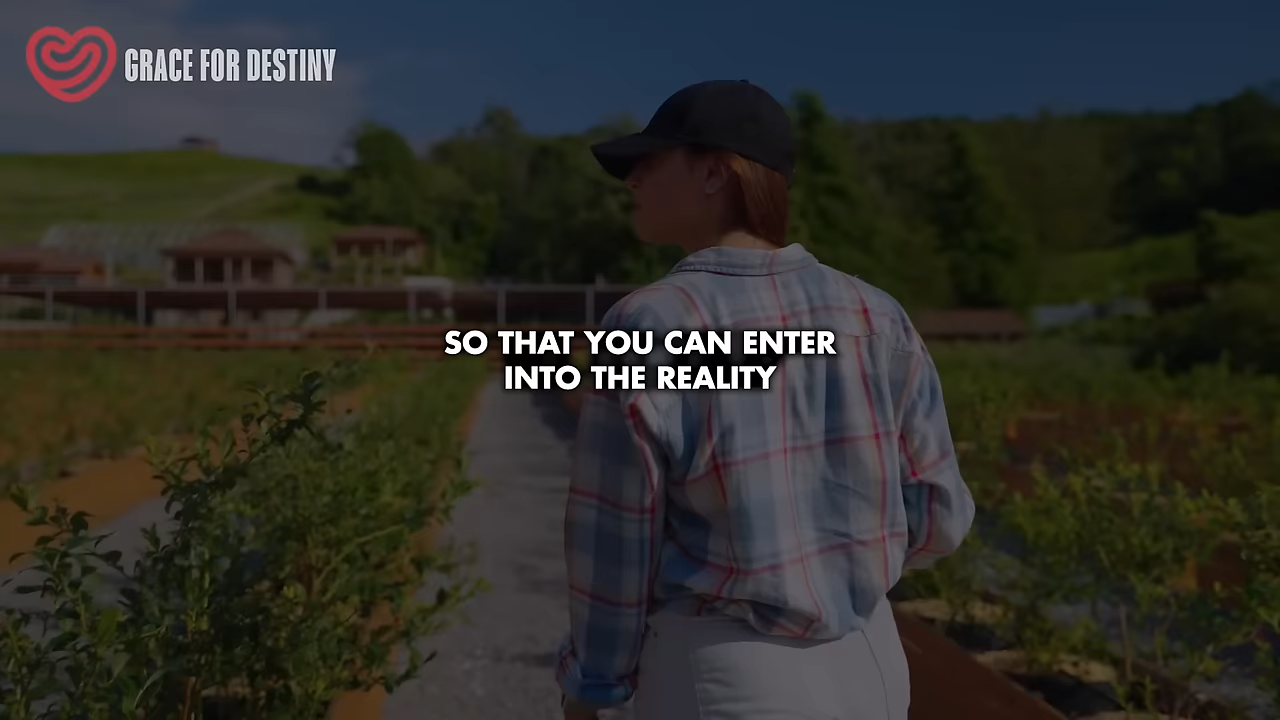 GRACE FOR DESTINY
SO THAT YOU CAN ENTER
INTO THE REALITY